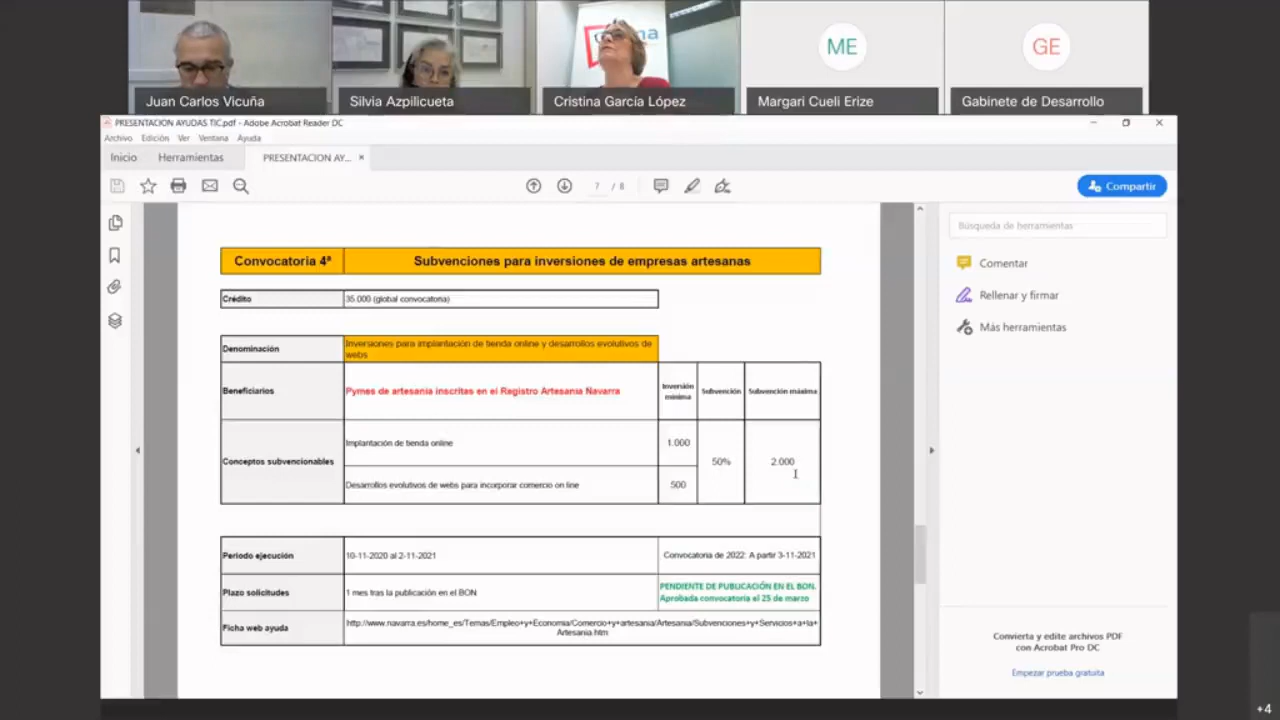 ME
GE
Juan Carlos Vicuña
Silvia Azpilicueta
Cristina García López
Margari Cueli Erize
Gabinete de Desarrollo
PRESENTACION AYUDAS TIC.pdf - Adobe Acrobat Reader DC
Archivo Edición Ver Ventana Ayuda
Inicio
Herramientas
PRESENTACION AY... ×
7 / 8
Compartir
Búsqueda de herramientas
Comentar
Rellenar y firmar
Más herramientas
Convocatoria 4ª
Subvenciones para inversiones de empresas artesanas
Crédito
35.000 (global convocatoria)
Denominación
Inversiones para implantación de tienda online y desarrollos evolutivos de
webs
Beneficiarios
Pymes de artesania inscritas en el Registro Artesania Navarra
Inversión
mínima
Subvención
Subvención máxima
Conceptos subvencionables
Implantación de tienda online
1.000
50%
2.000
Desarrollos evolutivos de webs para incorporar comercio on line
500
Periodo ejecución
10-11-2020 al 2-11-2021
Convocatoria de 2022: A partir 3-11-2021
Plazo solicitudes
1 mes tras la publicación en el BON
PENDIENTE DE PUBLICACIÓN EN EL BON.
Aprobada convocatoria el 25 de marzo
Ficha web ayuda
http://www.navarra.es/home_es/Temas/Empleo+y+Economia/Comercio+y+artesania/Artesania/Subvenciones+y+Servicios+a+la+
Artesania.htm
Convierta y edite archivos PDF
con Acrobat Pro DC
Empezar prueba gratuita
+4